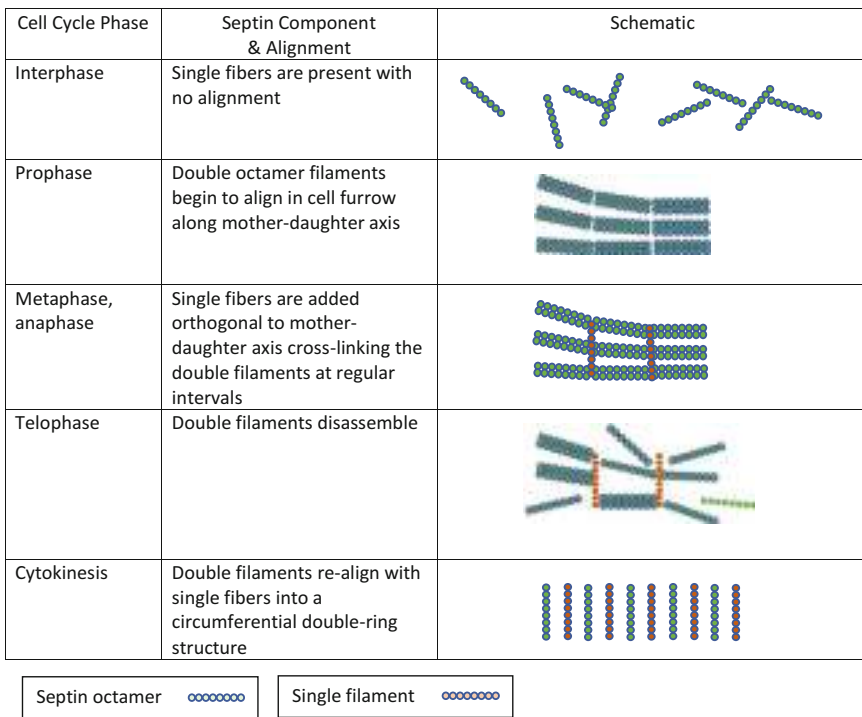 Cell Cycle Phase
Septin Component
& Alignment
Schematic
Interphase
Single fibers are present with
no alignment
Prophase
Double octamer filaments
begin to align in cell furrow
along mother-daughter axis
Metaphase,
anaphase
Single fibers are added
orthogonal to mother-
daughter axis cross-linking the
double filaments at regular
intervals
Telophase
Double filaments disassemble
Cytokinesis
Double filaments re-align with
single fibers into a
circumferential double-ring
structure
Septin octamer
Single filament